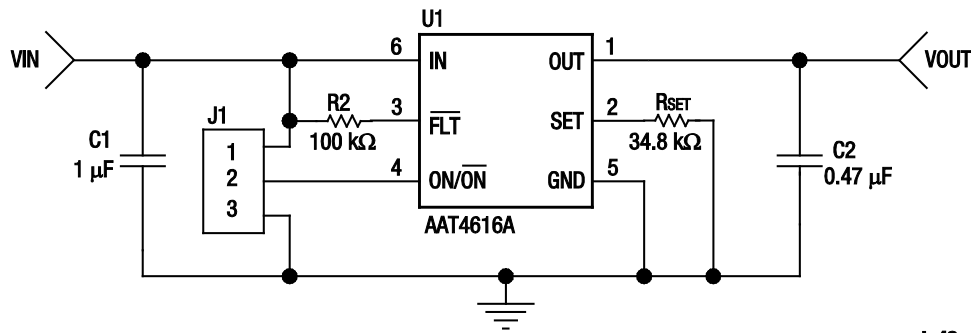 U1
VIN
6
IN
OUT
1
VOUT
J1
R2
100 kΩ
3
FLT
SET
2
RSET
34.8 kΩ
C1
1 μF
1
2
3
4
ON/ON
GND
5
C2
0.47 μF
AAT4616A